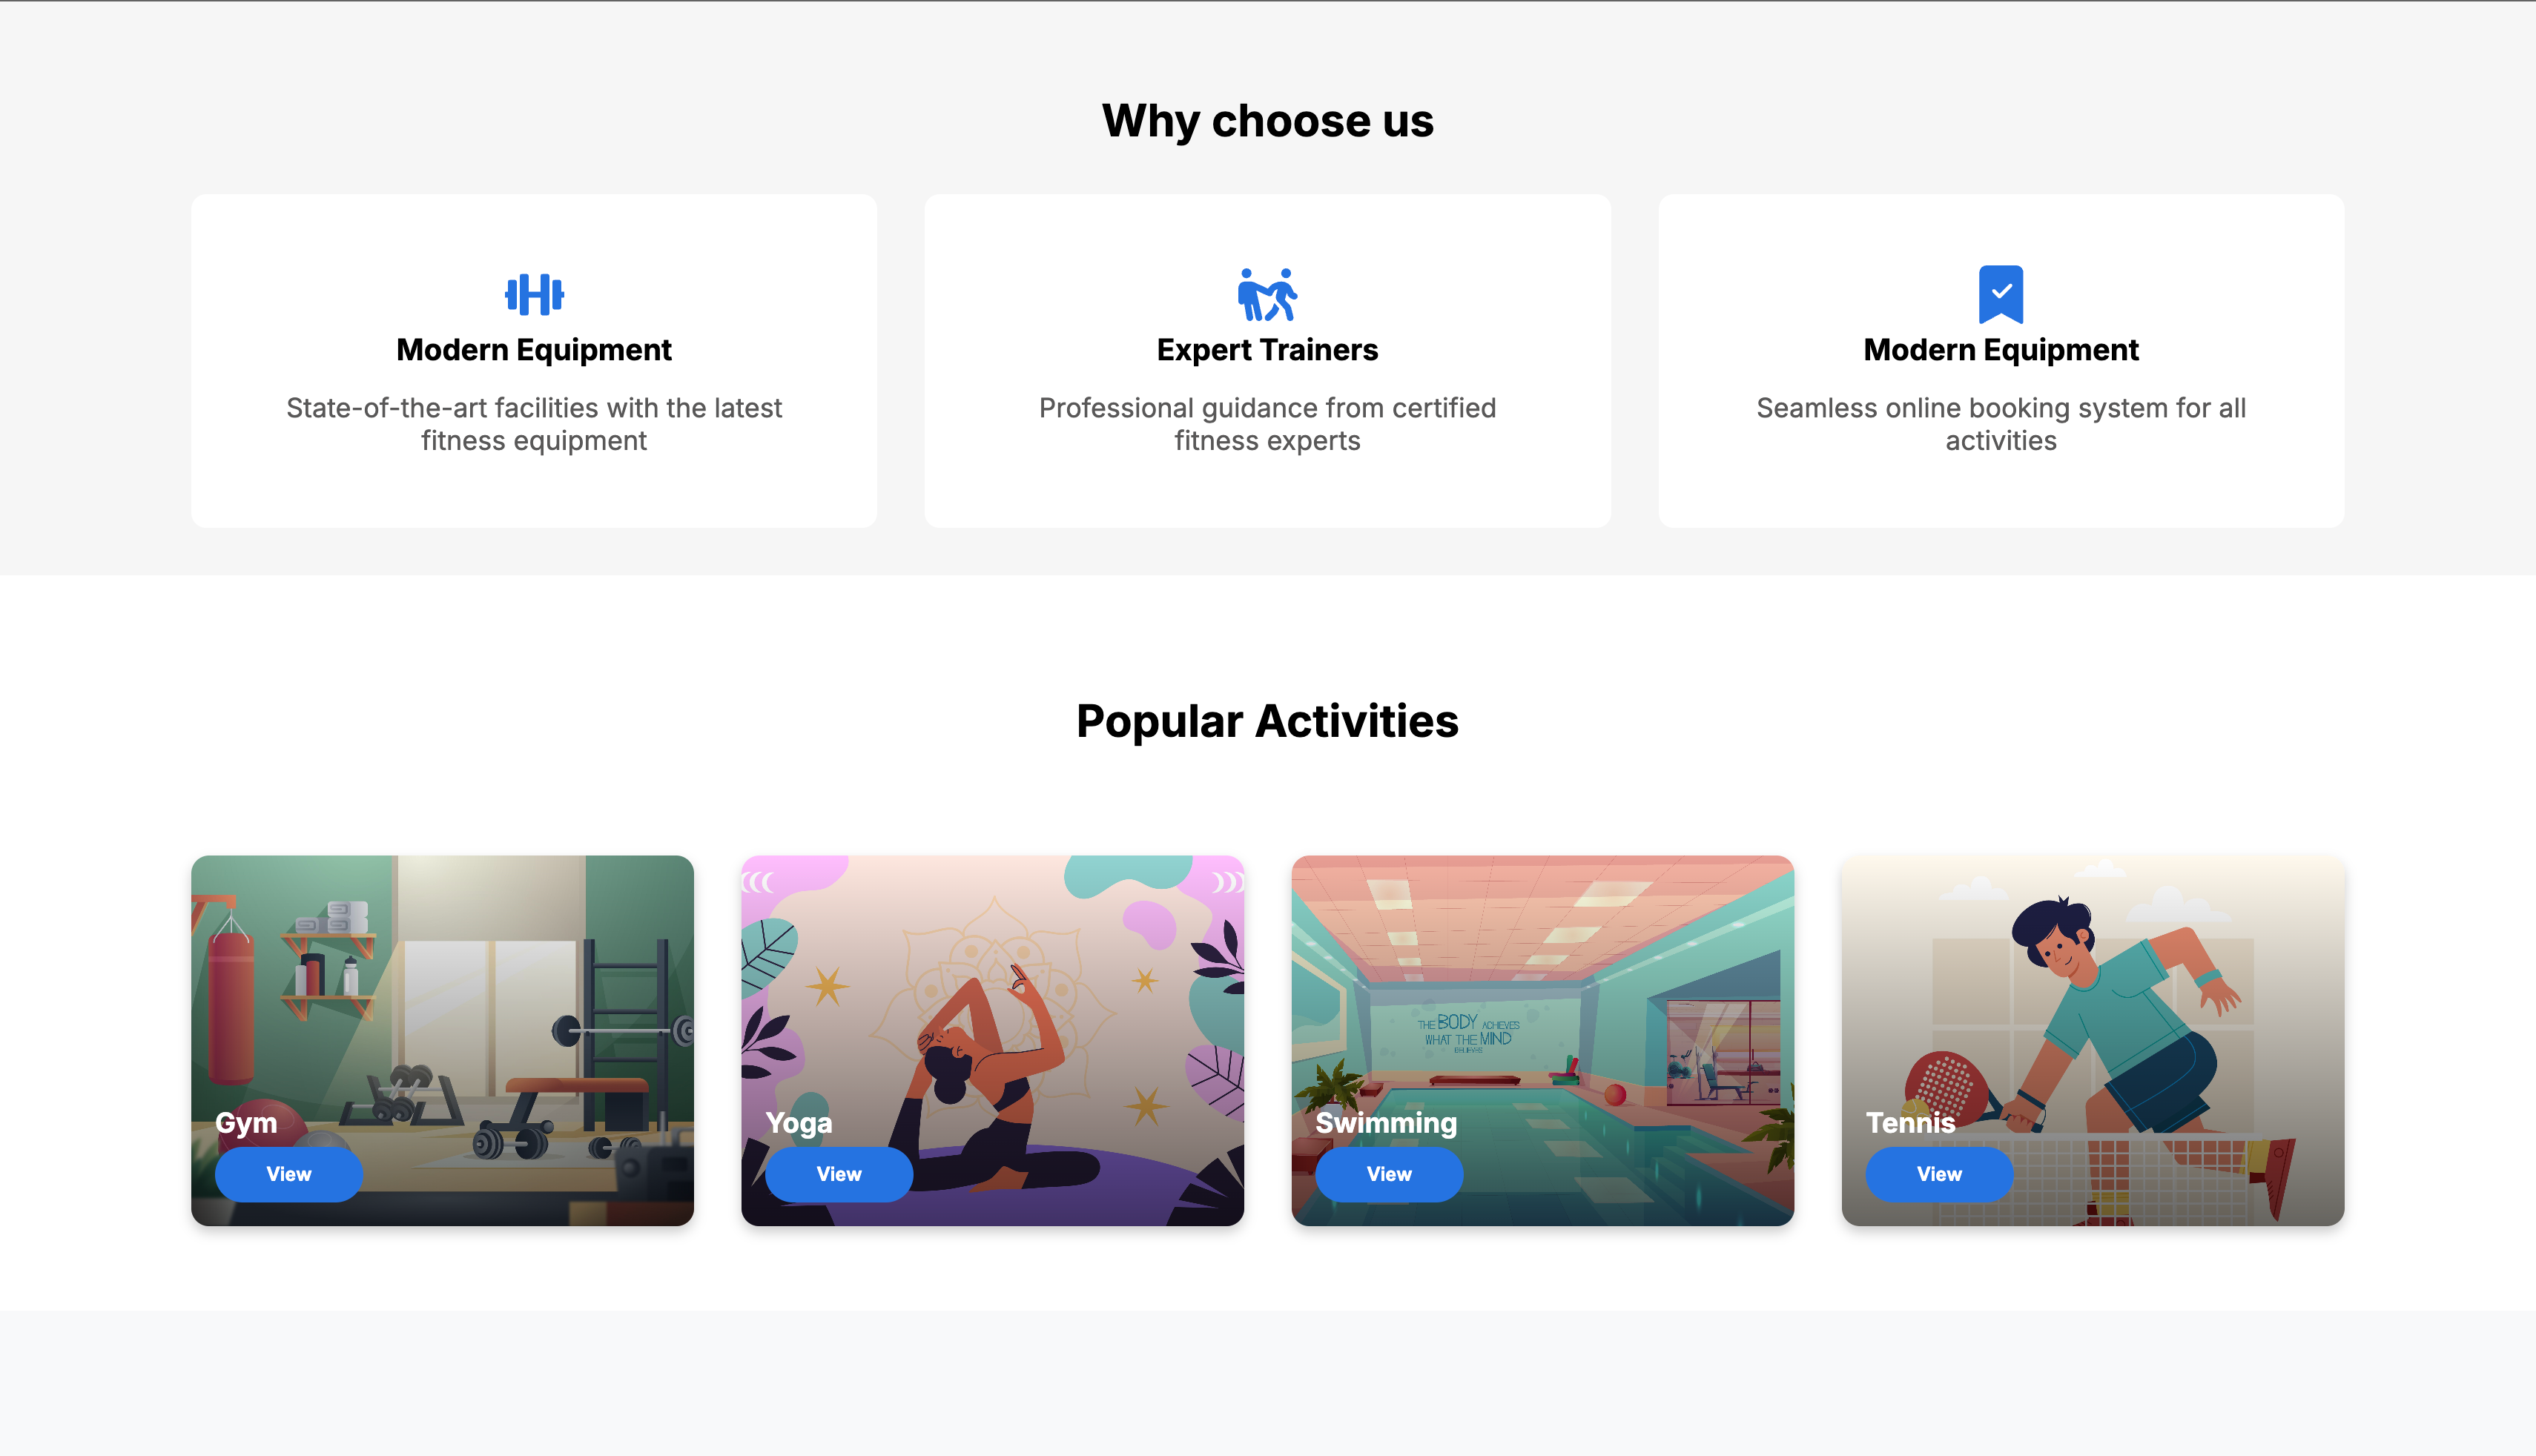 Why choose us
Modern Equipment
State-of-the-art facilities with the latest
fitness equipment
Expert Trainers
Professional guidance from certified
fitness experts
Modern Equipment
Seamless online booking system for all
activities
Popular Activities
Gym
View
Yoga
View
THE BODY ACHIEVES
WHAT THE MIND
BELIEVES
Swimming
View
Tennis
View